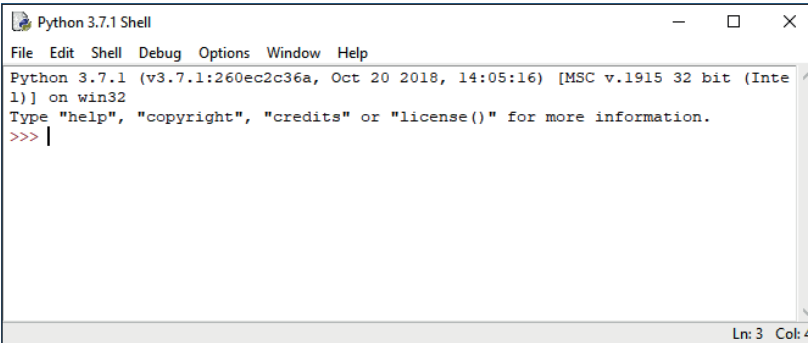 Python 3.7.1 Shell
File Edit Shell Debug Options Window Help
Python 3.7.1 (v3.7.1:260ec2c36a, Oct 20 2018, 14:05:16) [MSC v.1915 32 bit (Inte
l)] on win32
Type "help", "copyright", "credits" or "license()" for more information.
>>>
Ln: 3 Col: 4